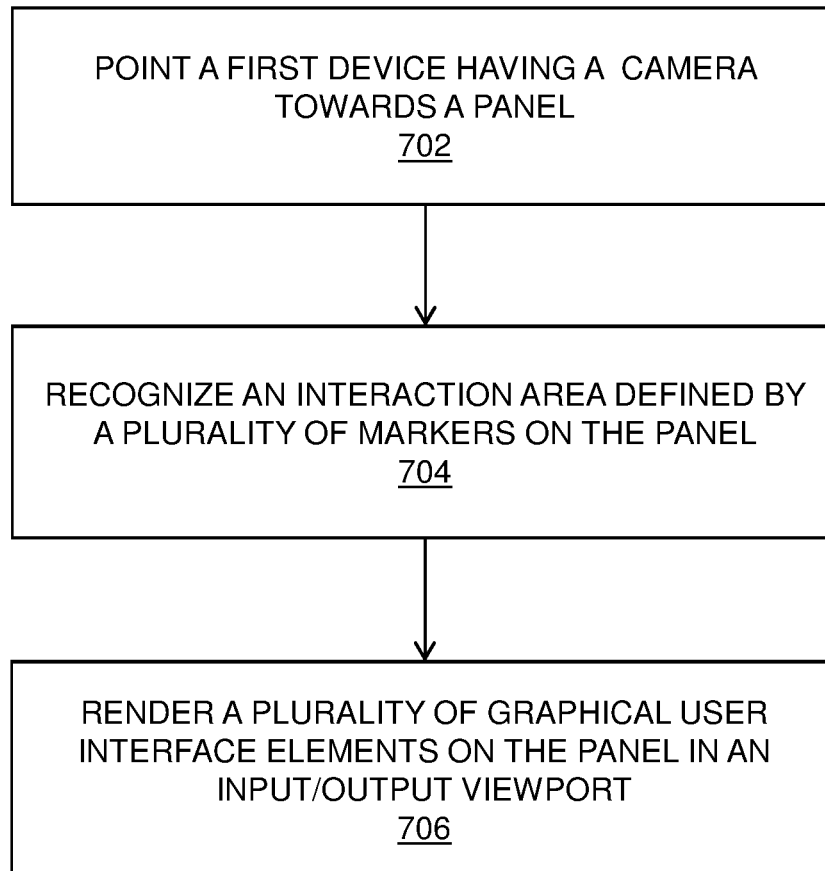 POINT A FIRST DEVICE HAVING A CAMERA
TOWARDS A PANEL
702
RECOGNIZE AN INTERACTION AREA DEFINED BY
A PLURALITY OF MARKERS ON THE PANEL
704
RENDER A PLURALITY OF GRAPHICAL USER
INTERFACE ELEMENTS ON THE PANEL IN AN
INPUT/OUTPUT VIEWPORT
706